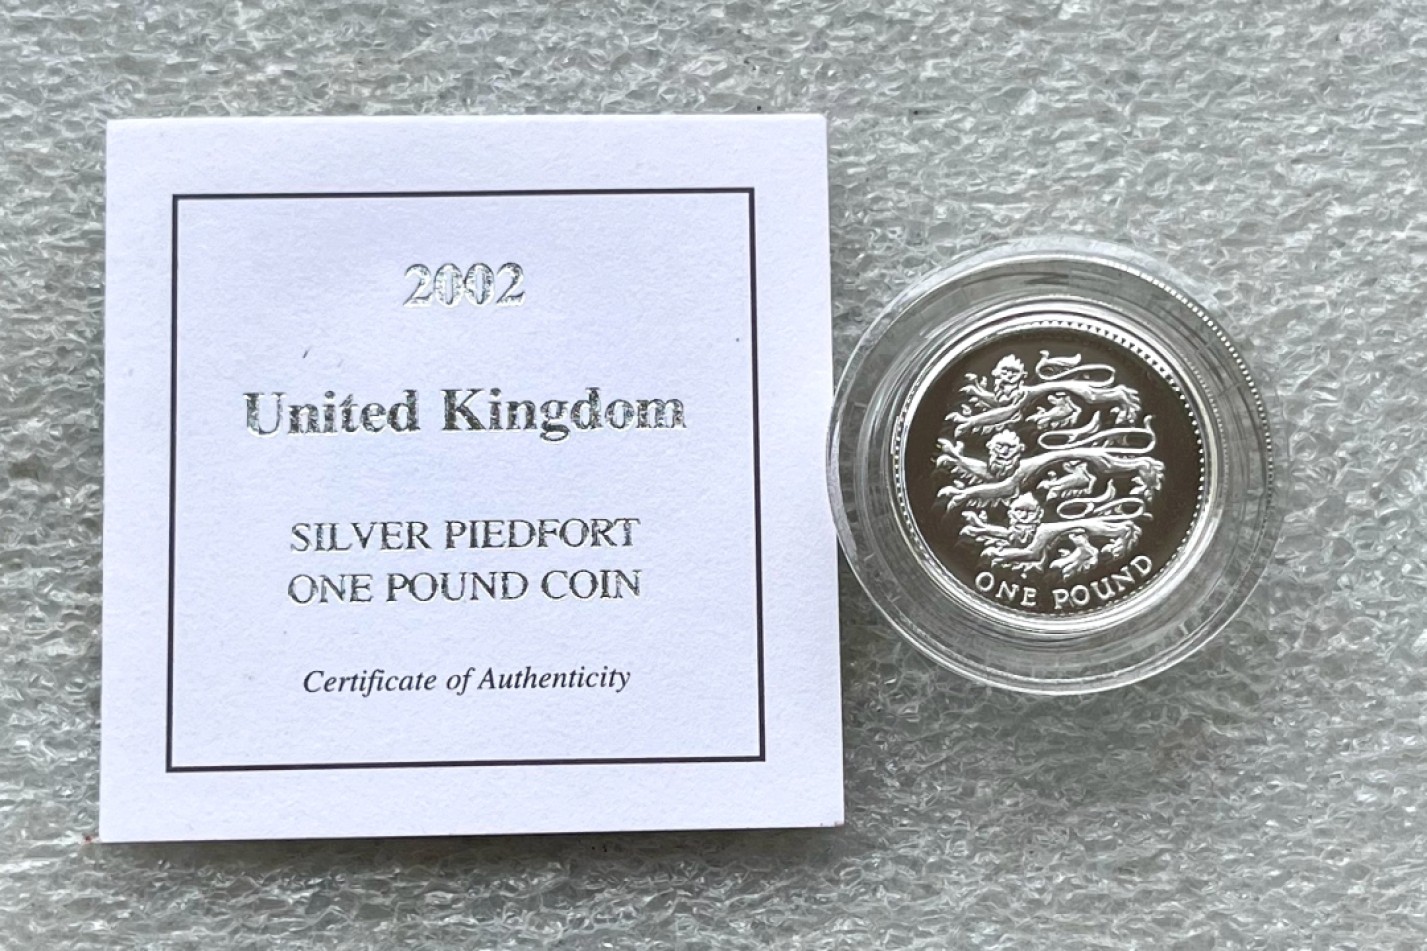 2002
United Kingdom
SILVER PIEDFORT
ONE POUND COIN
Certificate of Authenticity
ONE POUND